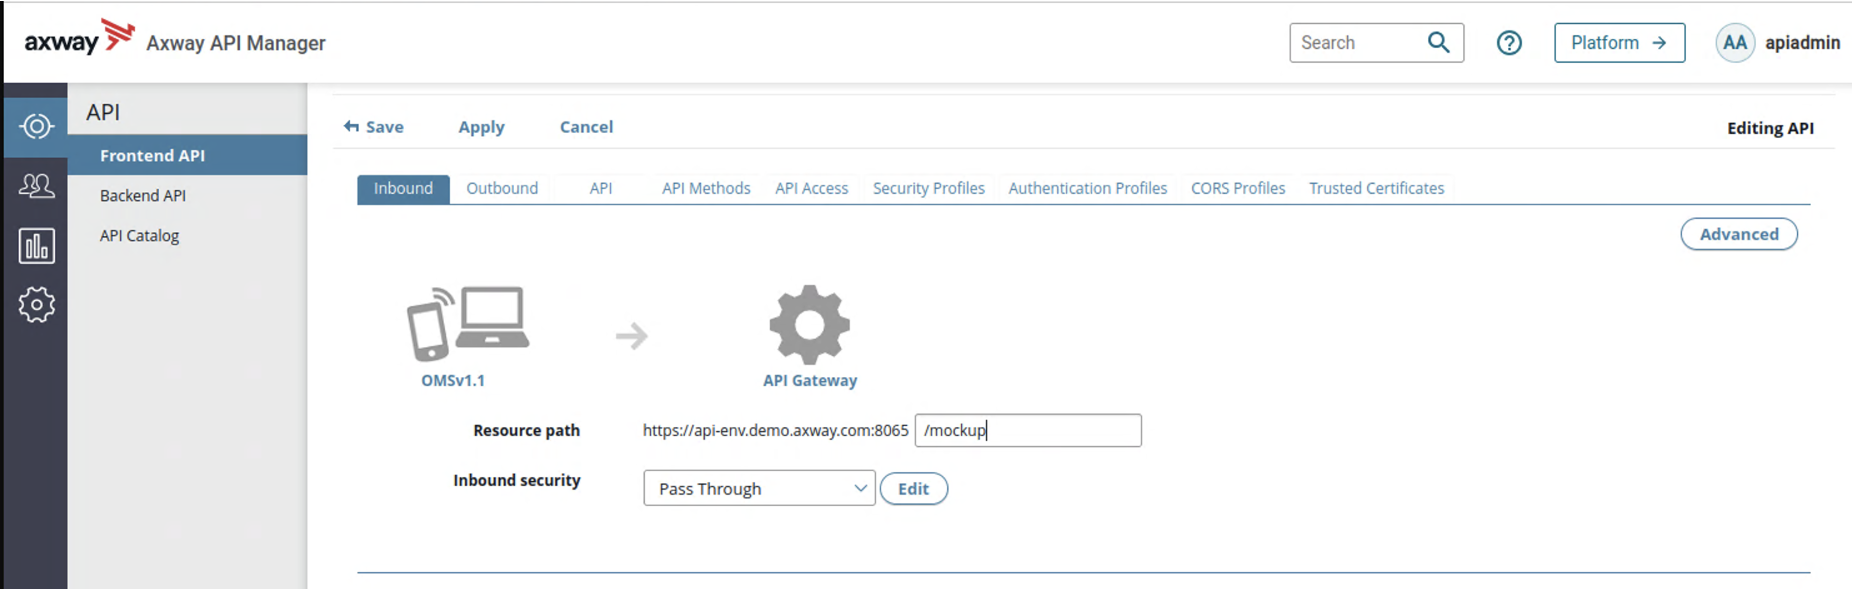 axway Axway API Manager Search Platform → AA apiadmin
API
Frontend API
Backend API
API Catalog
Save Apply Cancel Editing API
Inbound Outbound API API Methods API Access Security Profiles Authentication Profiles CORS Profiles Trusted Certificates
Advanced
OMSv1.1 API Gateway
Resource path https://api-env.demo.axway.com:8065 /mockup
Inbound security Pass Through Edit